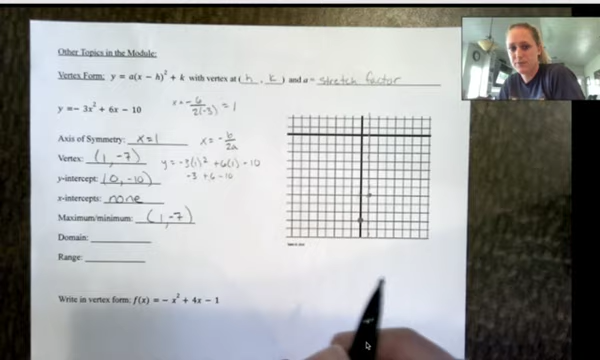 Other Topics in the Module:
Vertex Form: y = a(x − h)² + k with vertex at ( h , k ) and a = stretch factor
y = − 3x² + 6x − 10 x = -6/2(-3) = 1
Axis of Symmetry: x=1 x = -b/2a
Vertex: (1, -7) y = -3(1)² + 6(1) - 10
y-intercept: (0, -10) -3 + 6 - 10
x-intercepts: none
Maximum/minimum: (1, -7)
Domain:
Range:
Write in vertex form: f(x) = − x² + 4x − 1